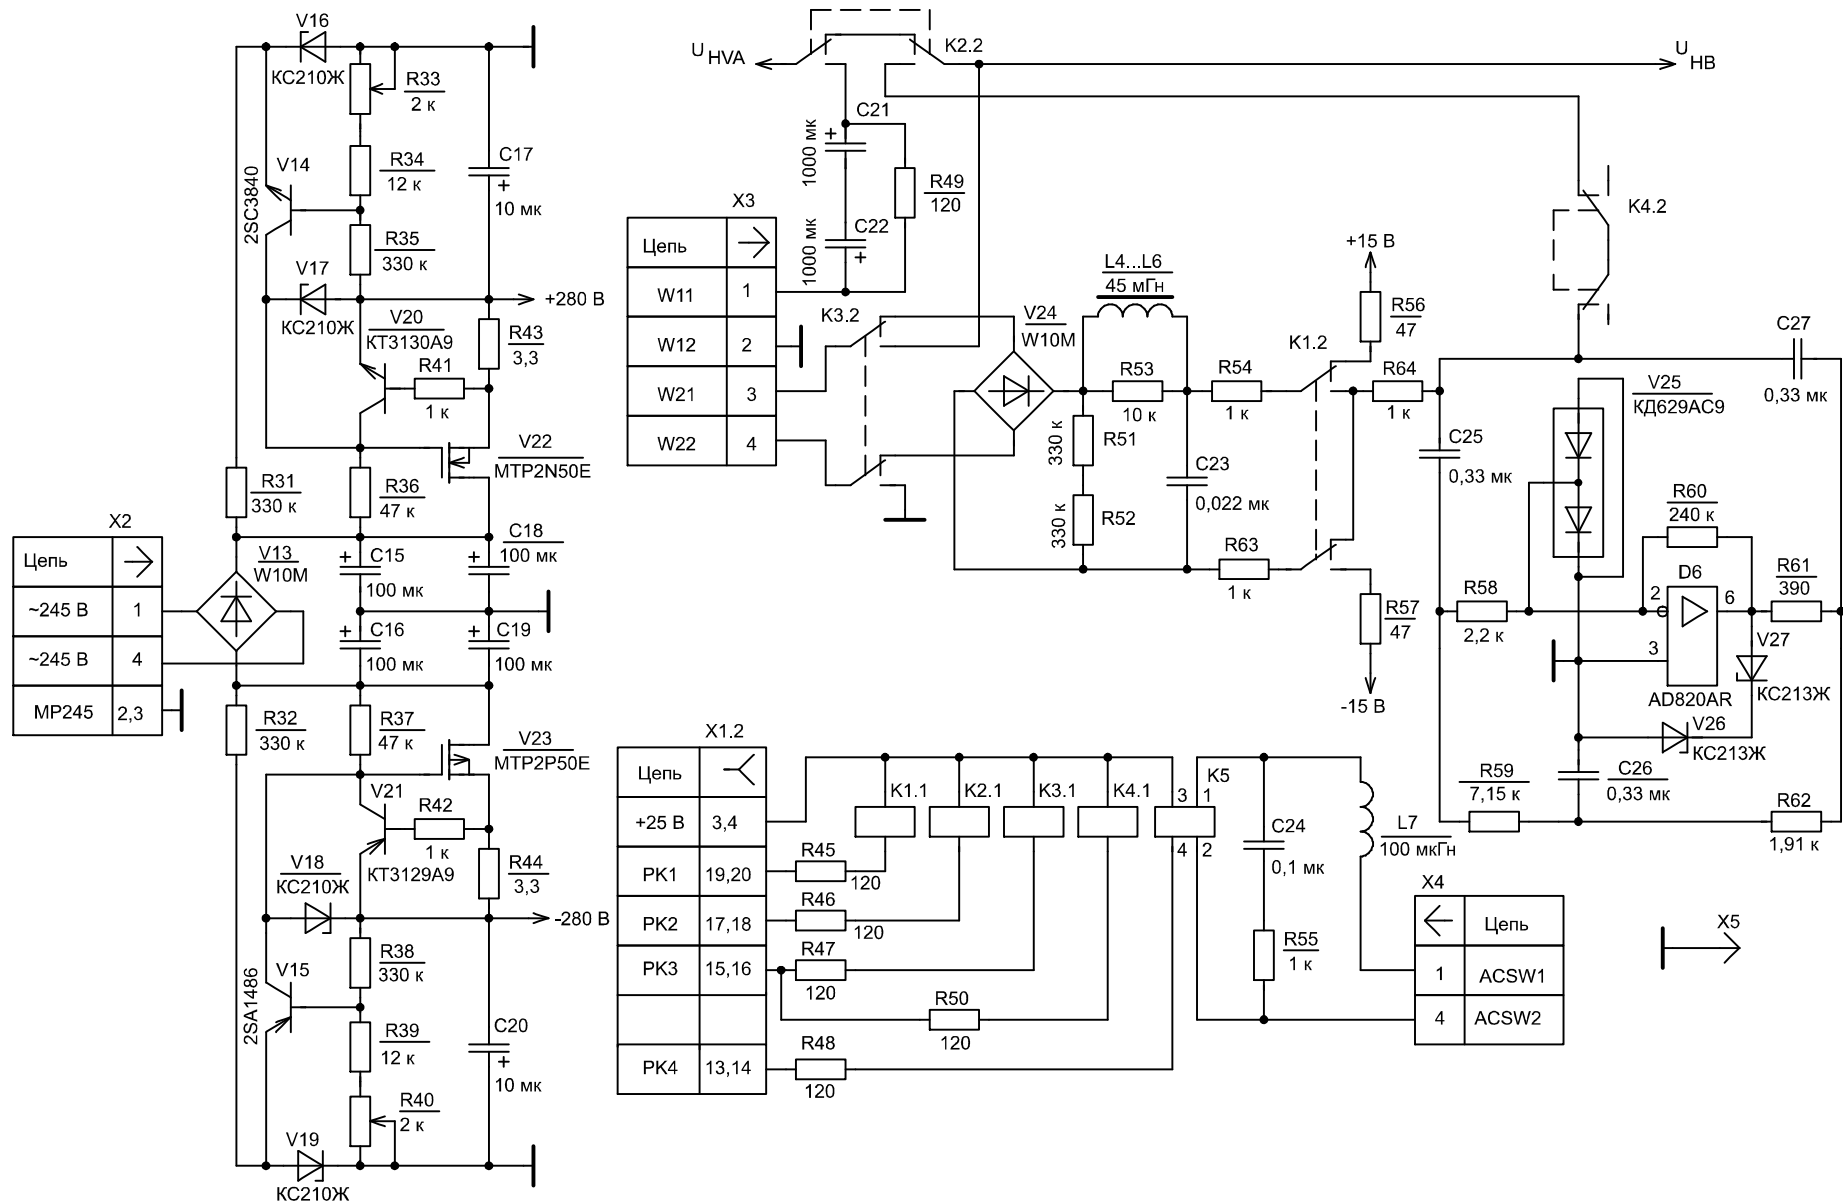 V16
КС210Ж
R33
2 к
V14
2SC3840
R34
12 к
C17
+
10 мк
R35
330 к
V17
КС210Ж
+280 В
V20
КТ3130А9
R43
3,3
R41
1 к
V22
MTP2N50E
R31
330 к
R36
47 к
X2
Цепь
~245 В
1
~245 В
4
МР245
2,3
V13
W10M
+
C15
100 мк
+
C18
100 мк
+
C16
100 мк
+
C19
100 мк
R32
330 к
R37
47 к
V23
MTP2P50E
V21
R42
1 к
КТ3129А9
R44
3,3
V18
КС210Ж
-280 В
R38
330 к
V15
2SA1486
R39
12 к
C20
+
10 мк
R40
2 к
V19
КС210Ж
U HVA
K2.2
U HB
C21
+
1000 мк
R49
120
C22
+
1000 мк
X3
Цепь
W11
1
W12
2
W21
3
W22
4
K3.2
V24
W10M
L4...L6
45 мГн
R53
10 к
R54
1 к
R51
330 к
R52
330 к
C23
0,022 мк
R63
1 к
K1.2
+15 В
R56
47
R64
1 к
R57
47
-15 В
K4.2
C27
0,33 мк
V25
КД629АС9
C25
0,33 мк
R60
240 к
R58
2,2 к
D6
2
6
3
AD820AR
R61
390
V27
КС213Ж
V26
КС213Ж
R59
7,15 к
C26
0,33 мк
R62
1,91 к
X1.2
Цепь
+25 В
3,4
PK1
19,20
PK2
17,18
PK3
15,16
PK4
13,14
R45
120
R46
120
R47
120
R50
120
R48
120
K1.1
K2.1
K3.1
K4.1
K5
3
1
4
2
C24
0,1 мк
R55
1 к
L7
100 мкГн
X4
Цепь
1
ACSW1
4
ACSW2
X5